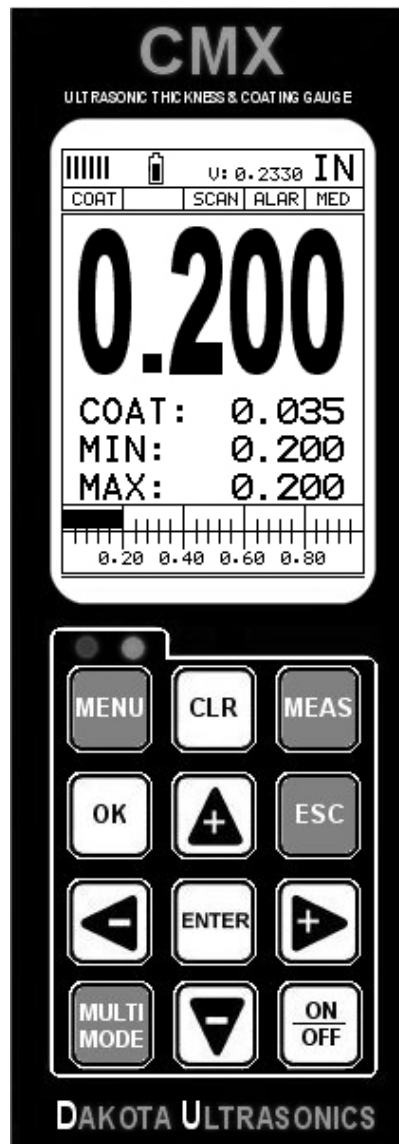 CMX
ULTRASONIC THICKNESS & COATING GAUGE
V: 0.2330 IN
COAT SCAN ALAR MED
0.200
COAT: 0.035
MIN: 0.200
MAX: 0.200
0.20 0.40 0.60 0.80
MENU CLR MEAS
OK + ESC
- ENTER +
MULTI MODE - ON OFF
DAKOTA ULTRASONICS